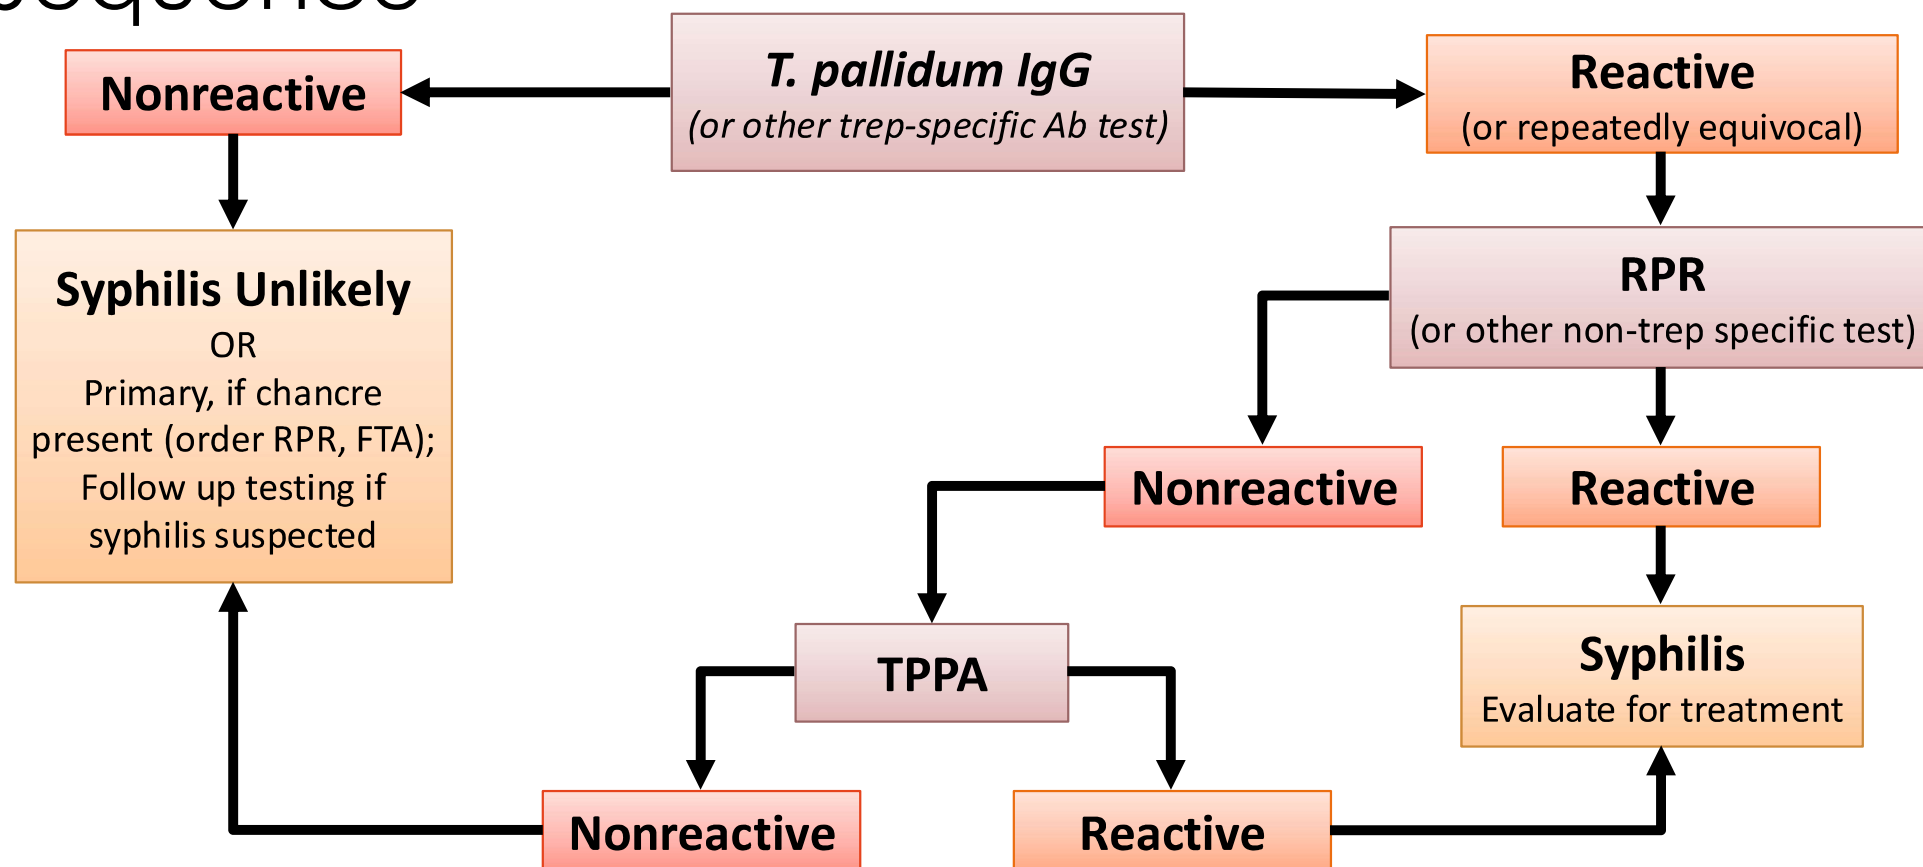 Nonreactive
T. pallidum IgG
(or other trep-specific Ab test)
Reactive
(or repeatedly equivocal)
Syphilis Unlikely
OR
Primary, if chancre
present (order RPR, FTA);
Follow up testing if
syphilis suspected
RPR
(or other non-trep specific test)
Nonreactive
Reactive
TPPA
Syphilis
Evaluate for treatment
Nonreactive
Reactive